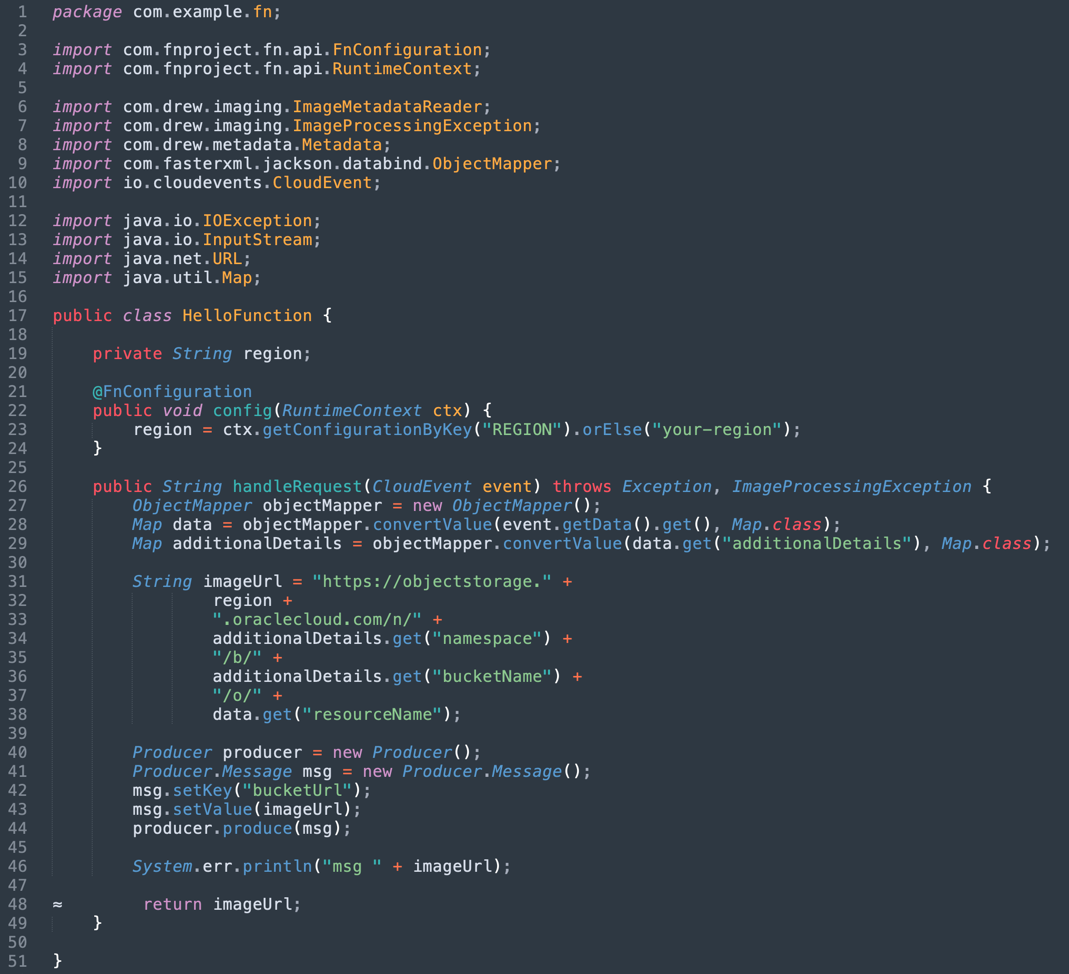 1 package com.example.fn;
2
3 import com.fnproject.fn.api.FnConfiguration;
4 import com.fnproject.fn.api.RuntimeContext;
5
6 import com.drew.imaging.ImageMetadataReader;
7 import com.drew.imaging.ImageProcessingException;
8 import com.drew.metadata.Metadata;
9 import com.fasterxml.jackson.databind.ObjectMapper;
10 import io.cloudevents.CloudEvent;
11
12 import java.io.IOException;
13 import java.io.InputStream;
14 import java.net.URL;
15 import java.util.Map;
16
17 public class HelloFunction {
18
19     private String region;
20
21     @FnConfiguration
22     public void config(RuntimeContext ctx) {
23         region = ctx.getConfigurationByKey("REGION").orElse("your-region");
24     }
25
26     public String handleRequest(CloudEvent event) throws Exception, ImageProcessingException {
27         ObjectMapper objectMapper = new ObjectMapper();
28         Map data = objectMapper.convertValue(event.getData().get(), Map.class);
29         Map additionalDetails = objectMapper.convertValue(data.get("additionalDetails"), Map.class);
30
31         String imageUrl = "https://objectstorage." +
32                 region +
33                 ".oraclecloud.com/n/" +
34                 additionalDetails.get("namespace") +
35                 "/b/" +
36                 additionalDetails.get("bucketName") +
37                 "/o/" +
38                 data.get("resourceName");
39
40         Producer producer = new Producer();
41         Producer.Message msg = new Producer.Message();
42         msg.setKey("bucketUrl");
43         msg.setValue(imageUrl);
44         producer.produce(msg);
45
46         System.err.println("msg " + imageUrl);
47
48 ≈        return imageUrl;
49     }
50
51 }